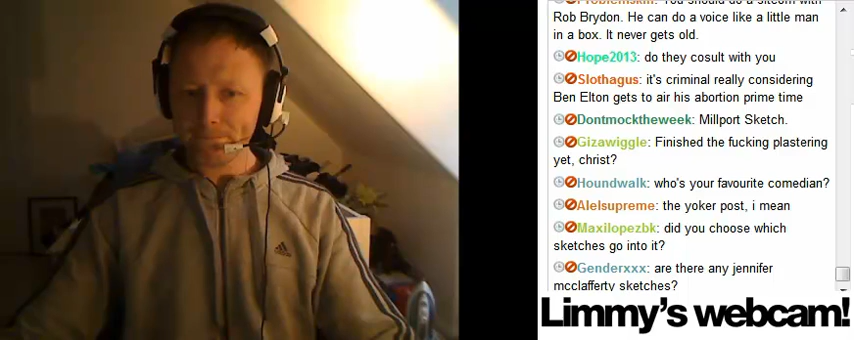 Problemskin: You should do a sitcom with
Rob Brydon. He can do a voice like a little man
in a box. It never gets old.
Hope2013: do they cosult with you
Slothagus: it's criminal really considering
Ben Elton gets to air his abortion prime time
Dontmocktheweek: Millport Sketch.
Gizawiggle: Finished the fucking plastering
yet, christ?
Houndwalk: who's your favourite comedian?
Alelsupreme: the yoker post, i mean
Maxilopezbk: did you choose which
sketches go into it?
Genderxxx: are there any jennifer
mcclafferty sketches?
Limmy's webcam!
adidas